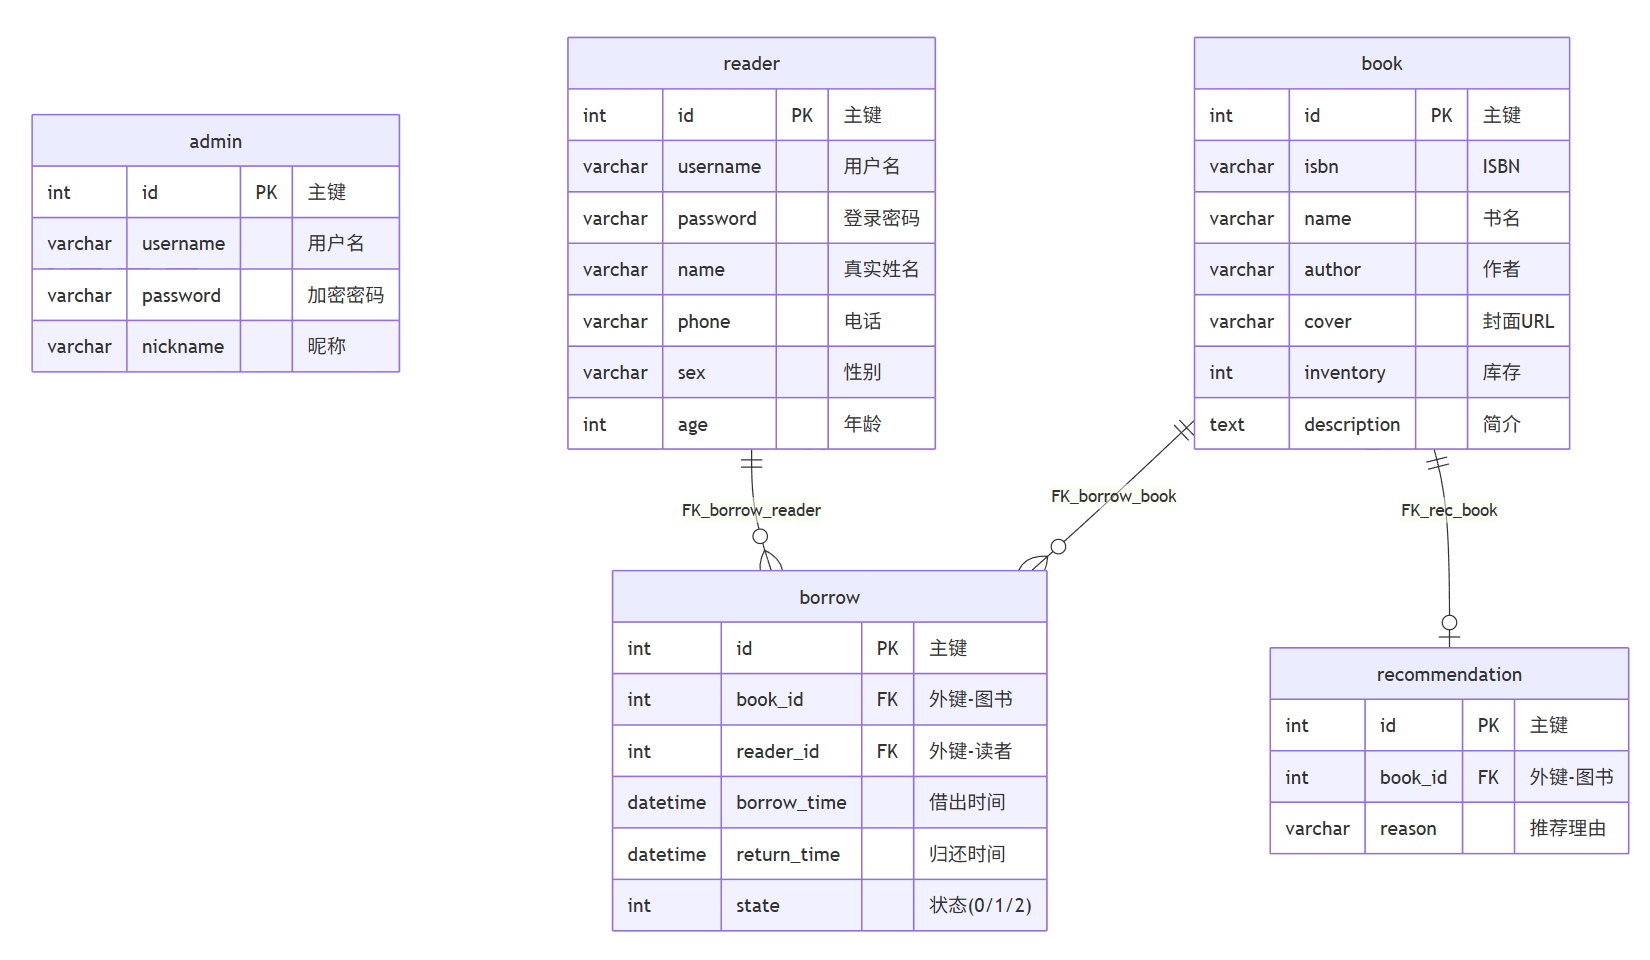 admin
int id PK 主键
varchar username 用户名
varchar password 加密密码
varchar nickname 昵称
reader
int id PK 主键
varchar username 用户名
varchar password 登录密码
varchar name 真实姓名
varchar phone 电话
varchar sex 性别
int age 年龄
book
int id PK 主键
varchar isbn ISBN
varchar name 书名
varchar author 作者
varchar cover 封面URL
int inventory 库存
text description 简介
FK_borrow_reader
FK_borrow_book
FK_rec_book
borrow
int id PK 主键
int book_id FK 外键-图书
int reader_id FK 外键-读者
datetime borrow_time 借出时间
datetime return_time 归还时间
int state 状态(0/1/2)
recommendation
int id PK 主键
int book_id FK 外键-图书
varchar reason 推荐理由